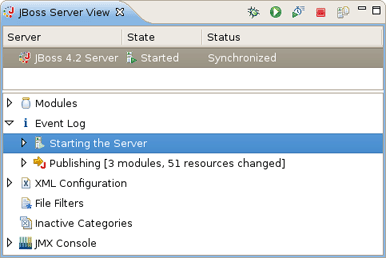 JBoss Server View
Server State Status
JBoss 4.2 Server Started Synchronized
Modules
Event Log
Starting the Server
Publishing [3 modules, 51 resources changed]
XML Configuration
File Filters
Inactive Categories
JMX Console